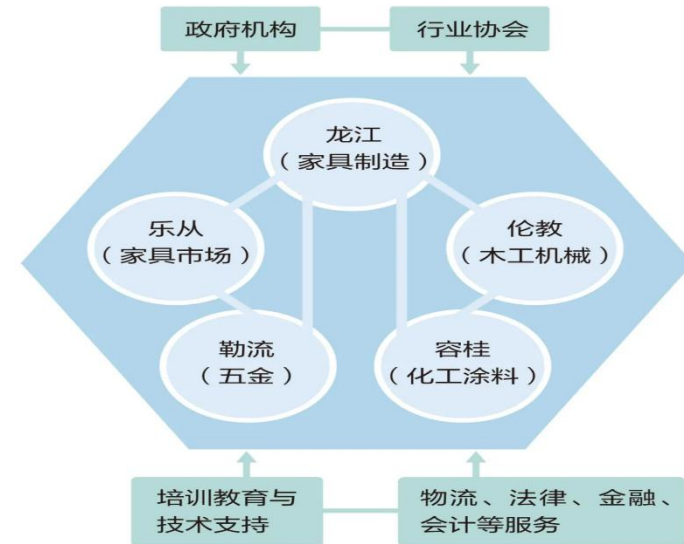 政府机构
行业协会
龙江
（家具制造）
乐从
（家具市场）
伦教
（木工机械）
勒流
（五金）
容桂
（化工涂料）
培训教育与
技术支持
物流、法律、金融、
会计等服务